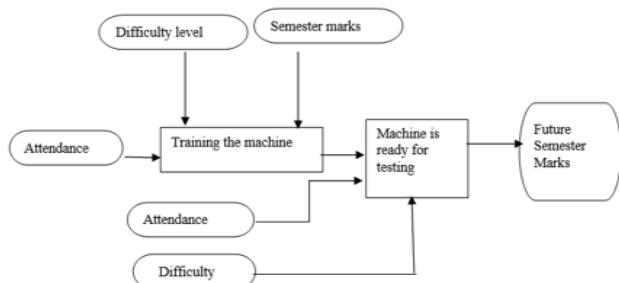 Difficulty level
Semester marks
Attendance
Training the machine
Machine is
ready for
testing
Future
Semester
Marks
Attendance
Difficulty